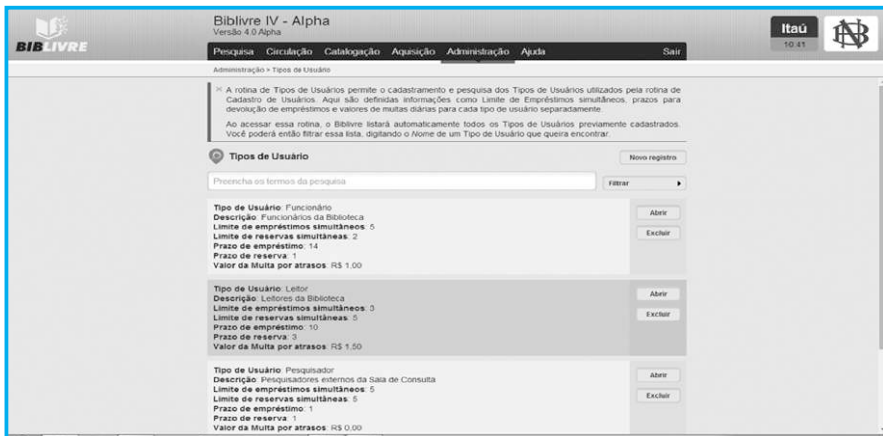 Biblivre IV - Alpha
Versão 4.0 Alpha
BIBLIVRE
Itaú
10:41
Pesquisa Circulação Catalogação Aquisição Administração Ajuda Sair
Administração > Tipos de Usuário
× A rotina de Tipos de Usuários permite o cadastramento e pesquisa dos Tipos de Usuários utilizados pela rotina de
Cadastro de Usuários. Aqui são definidas informações como Limite de Empréstimos simultâneos, prazos para
devolução de empréstimos e valores de multas diárias para cada tipo de usuário separadamente.
Ao acessar essa rotina, o Biblivre listará automaticamente todos os Tipos de Usuários previamente cadastrados.
Você poderá então filtrar essa lista, digitando o Nome de um Tipo de Usuário que queira encontrar.
Tipos de Usuário
Novo registro
Preencha os termos da pesquisa
Filtrar
Tipo de Usuário: Funcionário
Descrição: Funcionários da Biblioteca
Limite de empréstimos simultâneos: 5
Limite de reservas simultâneas: 2
Prazo de empréstimo: 14
Prazo de reserva: 1
Valor da Multa por atrasos: R$ 1,00
Abrir
Excluir
Tipo de Usuário: Leitor
Descrição: Leitores da Biblioteca
Limite de empréstimos simultâneos: 3
Limite de reservas simultâneas: 5
Prazo de empréstimo: 10
Prazo de reserva: 3
Valor da Multa por atrasos: R$ 1,50
Abrir
Excluir
Tipo de Usuário: Pesquisador
Descrição: Pesquisadores externos da Sala de Consulta
Limite de empréstimos simultâneos: 5
Limite de reservas simultâneas: 5
Prazo de empréstimo: 1
Prazo de reserva: 1
Valor da Multa por atrasos: R$ 0,00
Abrir
Excluir